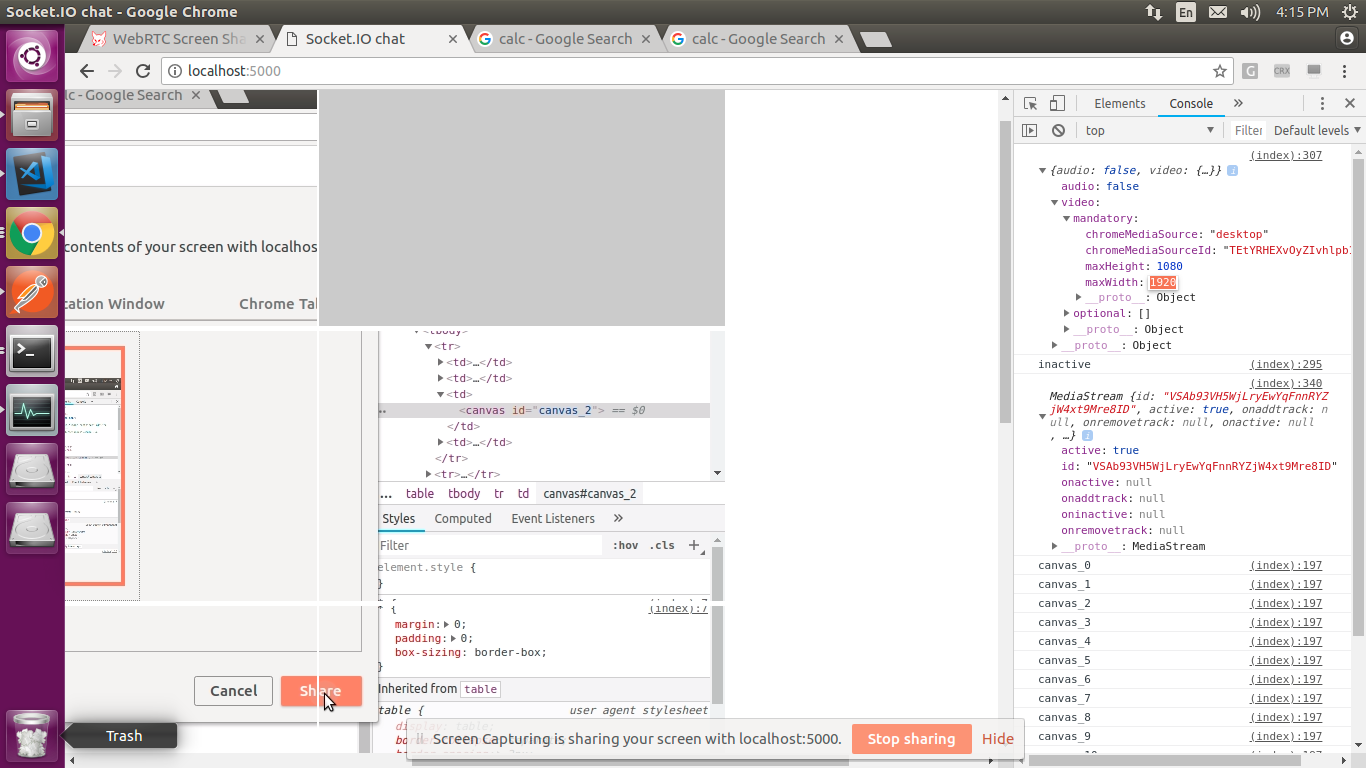 Socket.IO chat - Google Chrome
En
4:15 PM
WebRTC Screen Sha
Socket.IO chat
calc - Google Search
calc - Google Search
localhost:5000
lc - Google Search
contents of your screen with localhos
cation Window
Chrome Tal
Cancel
Share
Trash
<tr>
<td>…</td>
<td>…</td>
<td>
… <canvas id="canvas_2"> == $0
</td>
<td>…</td>
</tr>
<tr>…</tr>
… table tbody tr td canvas#canvas_2
Styles Computed Event Listeners »
Filter :hov .cls +
element.style {
}
* { (index):7
margin: 0;
padding: 0;
box-sizing: border-box;
}
Inherited from table
table { user agent stylesheet
display: table;
Screen Capturing is sharing your screen with localhost:5000.
Stop sharing
Hide
Elements Console »
top Filter Default levels
(index):307
{audio: false, video: {…}} i
audio: false
video:
mandatory:
chromeMediaSource: "desktop"
chromeMediaSourceId: "TEtYRHEXvOyZIvhlpb
maxHeight: 1080
maxWidth: 1920
__proto__: Object
optional: []
__proto__: Object
__proto__: Object
inactive (index):295
(index):340
MediaStream {id: "VSAb93VH5WjLryEwYqFnnRYZ
jW4xt9Mre8ID", active: true, onaddtrack: n
ull, onremovetrack: null, onactive: null
, …} i
active: true
id: "VSAb93VH5WjLryEwYqFnnRYZjW4xt9Mre8ID"
onactive: null
onaddtrack: null
oninactive: null
onremovetrack: null
__proto__: MediaStream
canvas_0 (index):197
canvas_1 (index):197
canvas_2 (index):197
canvas_3 (index):197
canvas_4 (index):197
canvas_5 (index):197
canvas_6 (index):197
canvas_7 (index):197
canvas_8 (index):197
canvas_9 (index):197